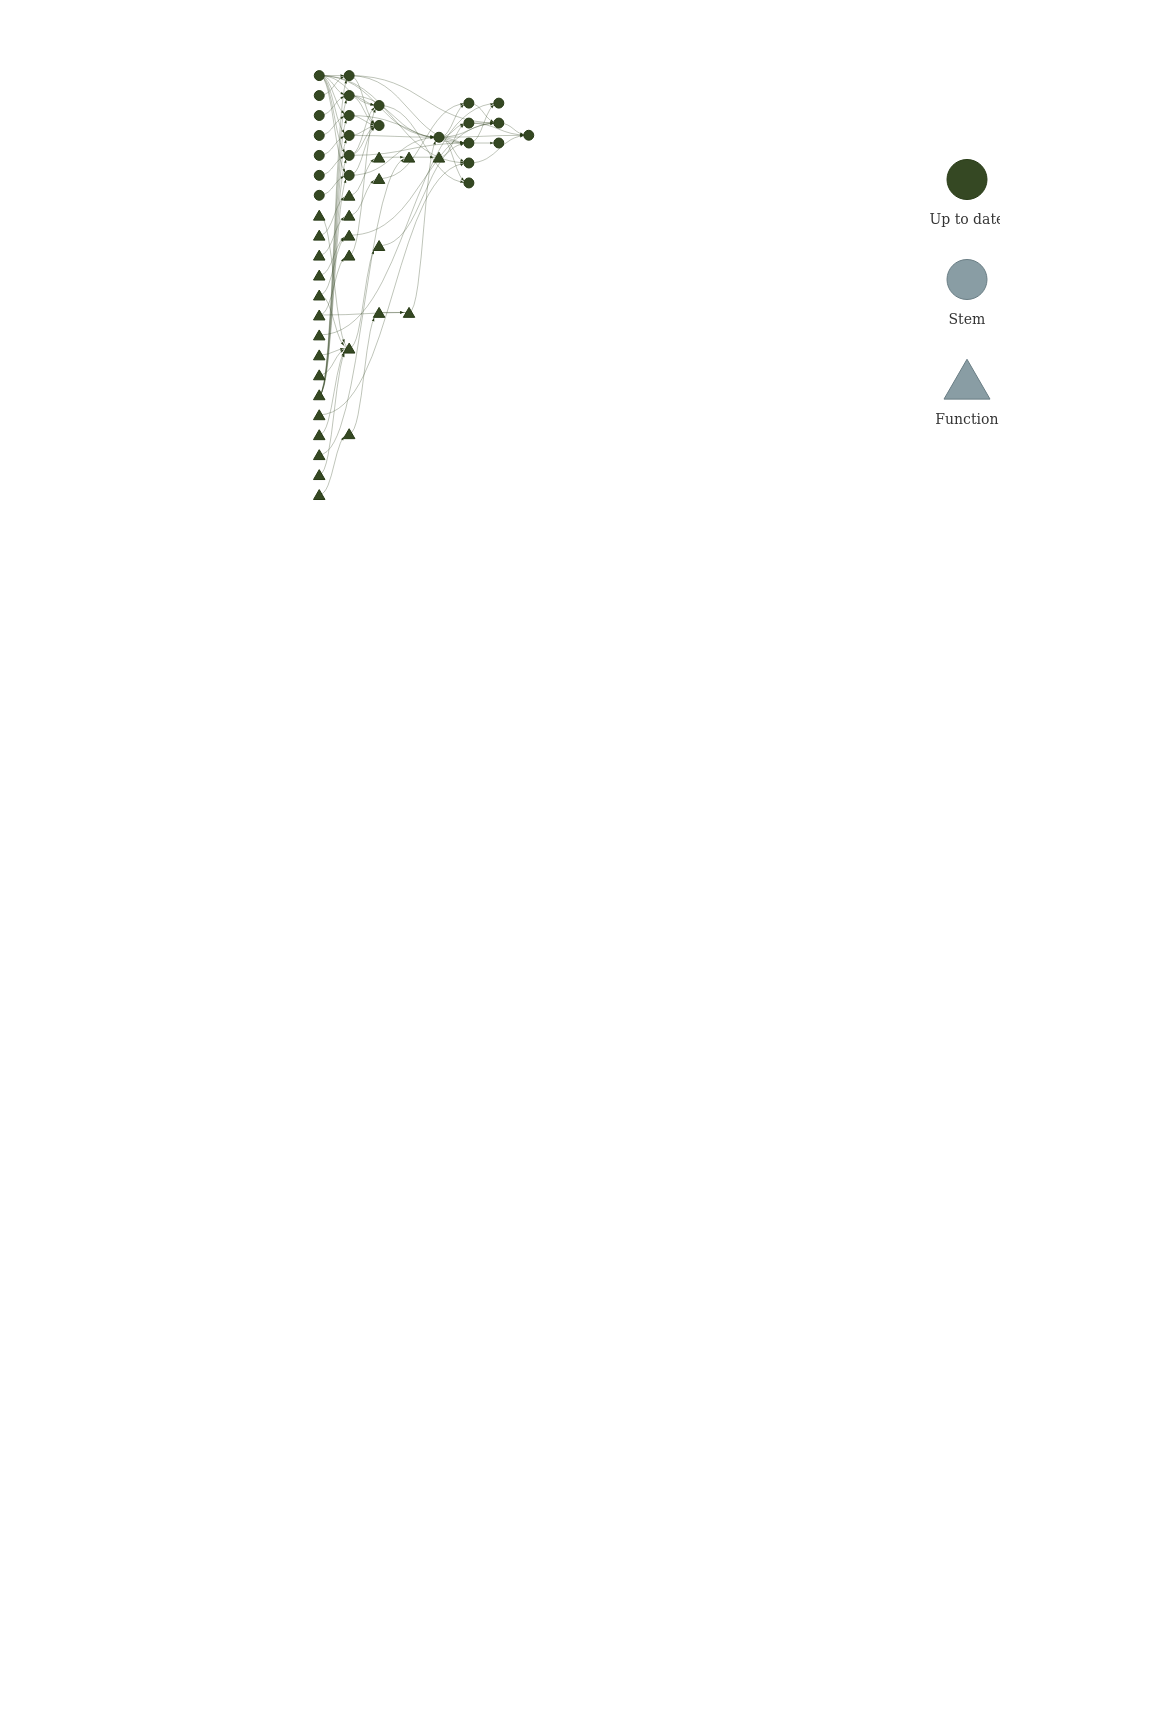 Up to date
Stem
Function